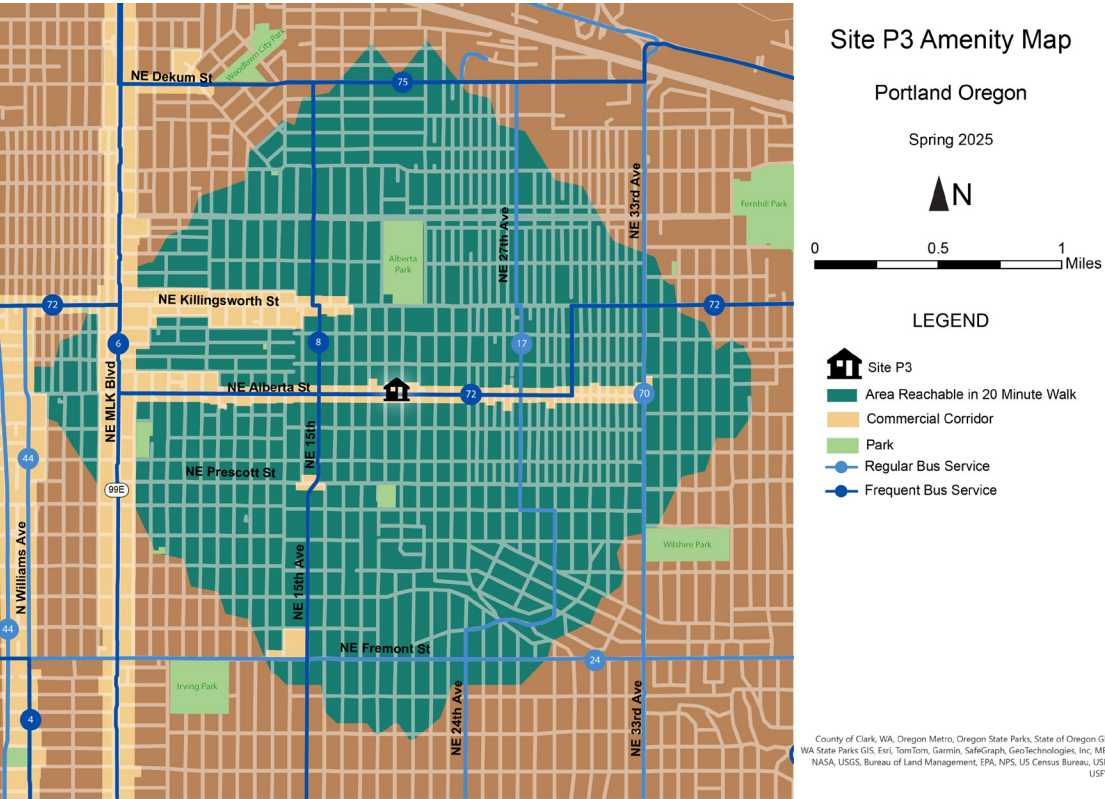 Site P3 Amenity Map
Portland Oregon
Spring 2025
N
0 0.5 1
Miles
LEGEND
Site P3
Area Reachable in 20 Minute Walk
Commercial Corridor
Park
Regular Bus Service
Frequent Bus Service
Woodlawn City Park
NE Dekum St
75
NE 33rd Ave
Fernhill Park
NE 27th Ave
Alberta
Park
72
NE Killingsworth St
72
6
8
17
NE MLK Blvd
NE Alberta St
72
70
NE 15th
44
NE Prescott St
99E
N Williams Ave
Wilshire Park
NE 15th Ave
44
NE Fremont St
24
Irving Park
NE 24th Ave
NE 33rd Ave
4
County of Clark, WA, Oregon Metro, Oregon State Parks, State of Oregon G
WA State Parks GIS, Esri, TomTom, Garmin, SafeGraph, GeoTechnologies, Inc, ME
NASA, USGS, Bureau of Land Management, EPA, NPS, US Census Bureau, US